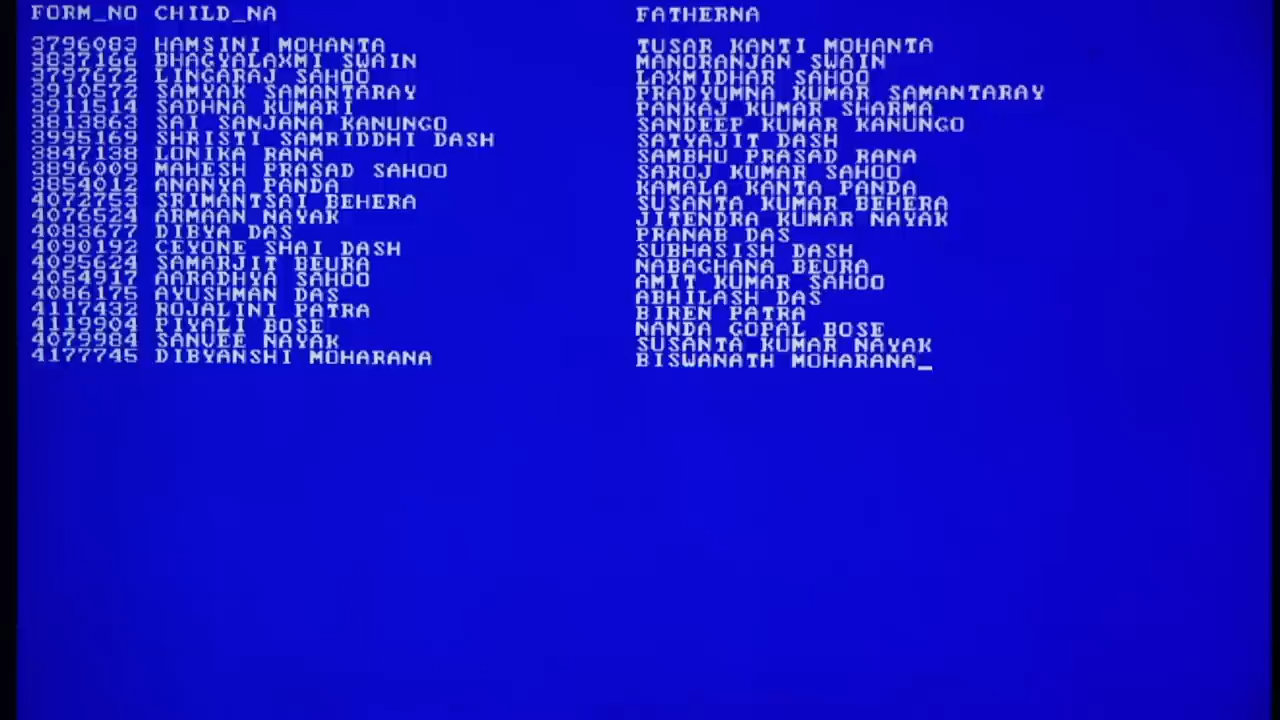 FORM_NO CHILD_NA FATHERNA
3796083 HAMSINI MOHANTA TUSAR KANTI MOHANTA
3837166 BHAGYALAXMI SWAIN MANORANJAN SWAIN
3797672 LINGARAJ SAHOO LAXMIDHAR SAHOO
3910572 SAMYAK SAMANTARAY PRADYUMNA KUMAR SAMANTARAY
3911514 SADHNA KUMARI PANKAJ KUMAR SHARMA
3813863 SAI SANJANA KANUNGO SANDEEP KUMAR KANUNGO
3995169 SHRISTI SAMRIDDHI DASH SATYAJIT DASH
3847138 LONIKA RANA SAMBHU PRASAD RANA
3896009 MAHESH PRASAD SAHOO SAROJ KUMAR SAHOO
3854012 ANANYA PANDA KAMALA KANTA PANDA
4072753 SRIMANTSAI BEHERA SUSANTA KUMAR BEHERA
4076524 ARMAAN NAYAK JITENDRA KUMAR NAYAK
4083677 DIBYA DAS PRANAB DAS
4090192 CEYONE SHAI DASH SUBHASISH DASH
4095624 SAMARJIT BEURA NABAGHANA BEURA
4054917 AARADHYA SAHOO AMIT KUMAR SAHOO
4086175 AYUSHMAN DAS ABHILASH DAS
4117432 ROJALINI PATRA BIREN PATRA
4119904 PIYALI BOSE NANDA GOPAL BOSE
4079984 SANVEE NAYAK SUSANTA KUMAR NAYAK
4177745 DIBYANSHI MOHARANA BISWANATH MOHARANA_